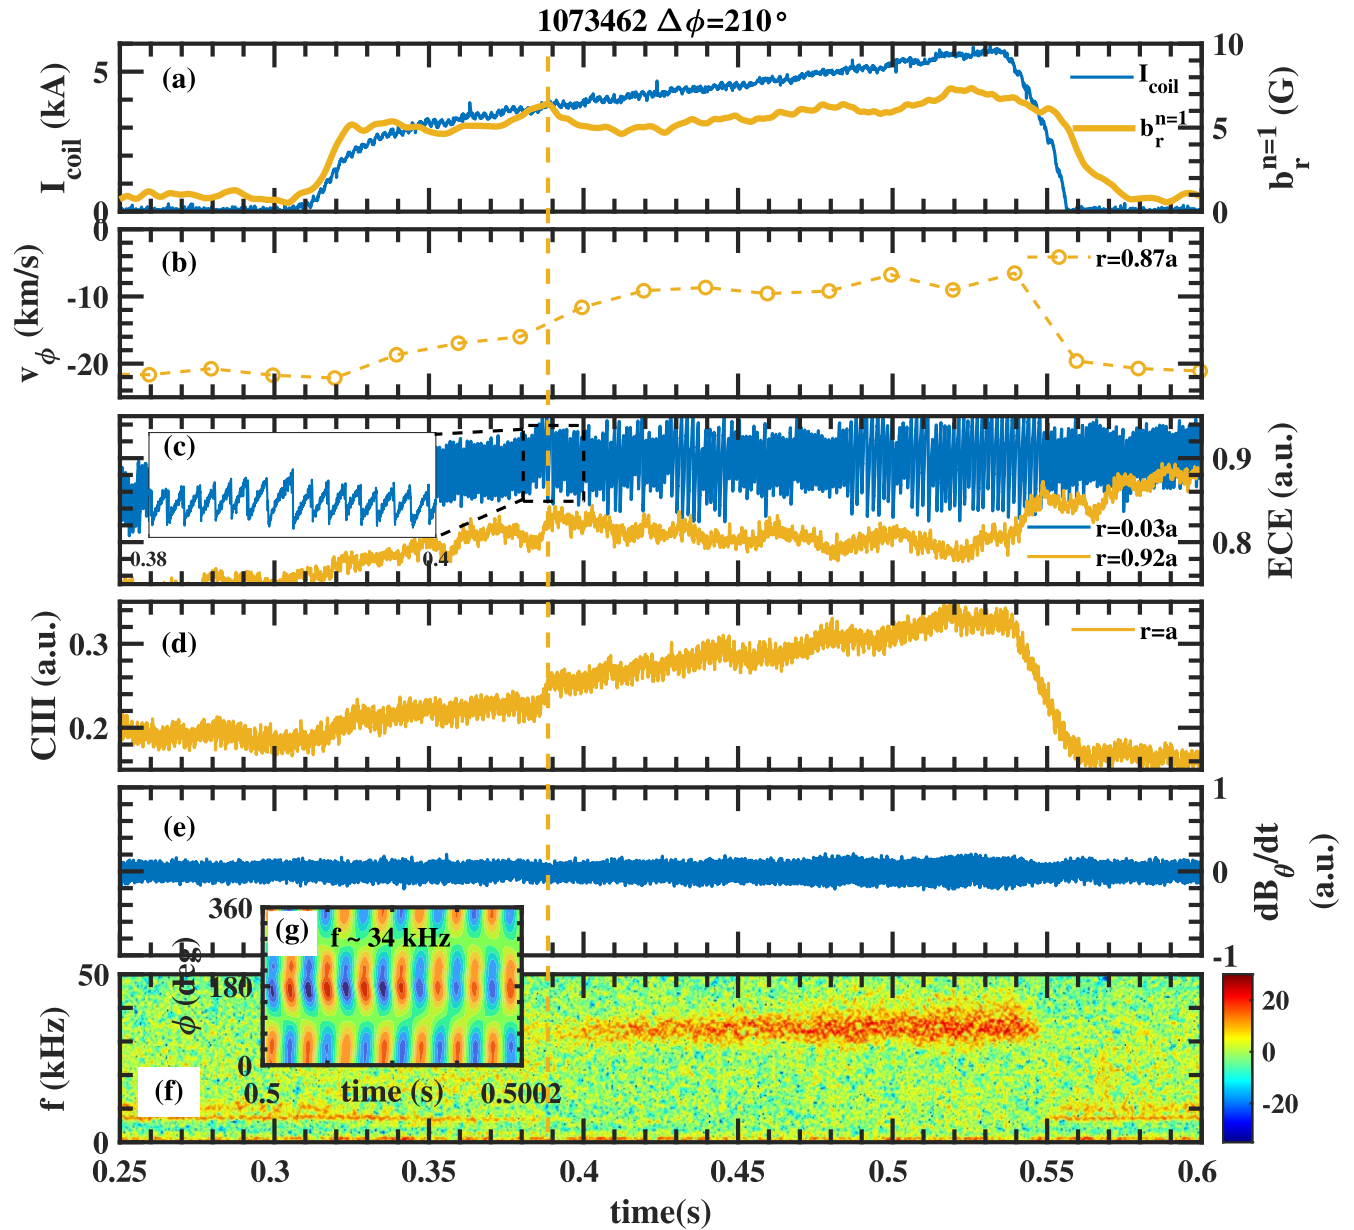 1073462 Δϕ=210°
(a)
I_coil (kA)
5
0
I_coil
b_r^{n=1}
10
5
0
b_r^{n=1} (G)
(b)
v_ϕ (km/s)
0
-10
-20
r=0.87a
(c)
0.38
0.4
0.9
0.8
ECE (a.u.)
r=0.03a
r=0.92a
(d)
CIII (a.u.)
0.3
0.2
r=a
(e)
1
0
-1
dB_θ/dt
(a.u.)
(g)
f ~ 34 kHz
360
180
0
ϕ (deg)
0.5
time (s)
0.5002
(f)
f (kHz)
50
0
20
0
-20
0.25
0.3
0.35
0.4
0.45
0.5
0.55
0.6
time(s)